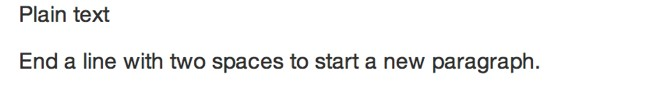 Plain text
End a line with two spaces to start a new paragraph.